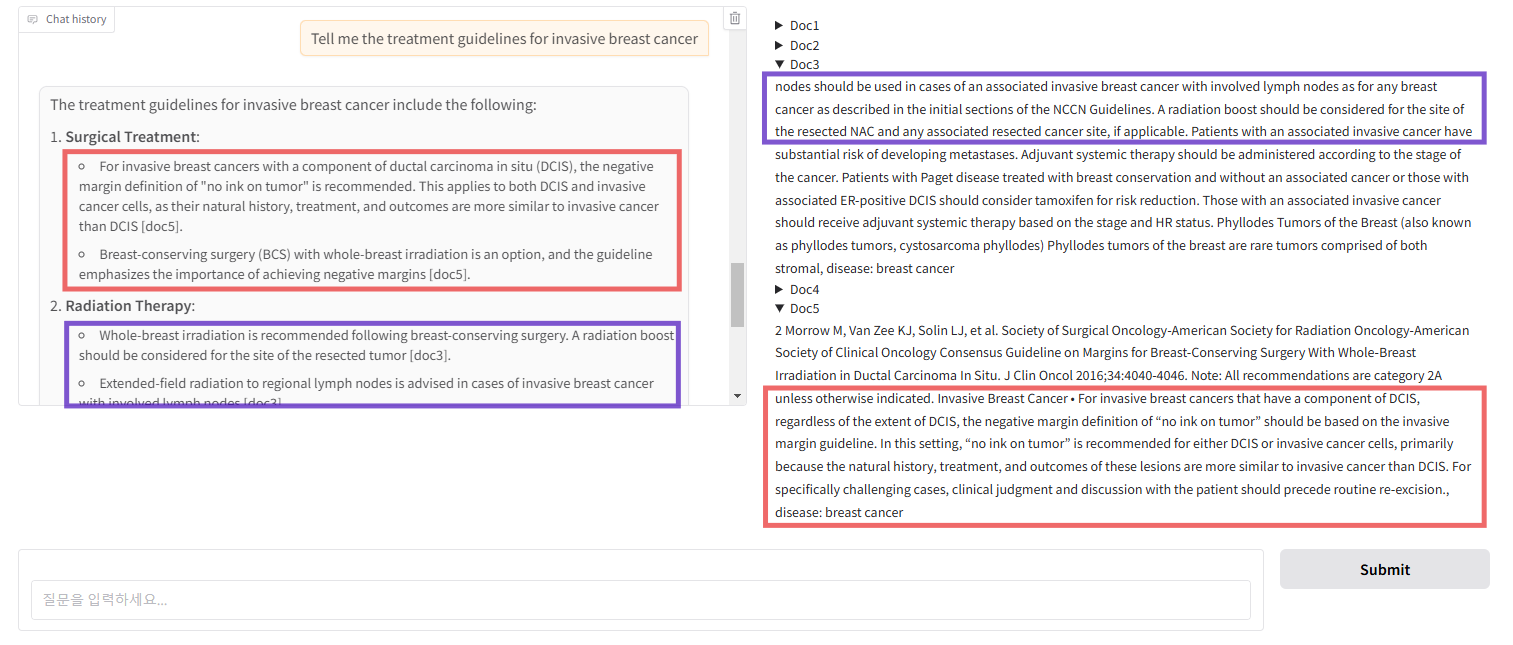 Chat history
Tell me the treatment guidelines for invasive breast cancer
The treatment guidelines for invasive breast cancer include the following:
1. Surgical Treatment:
For invasive breast cancers with a component of ductal carcinoma in situ (DCIS), the negative
margin definition of "no ink on tumor" is recommended. This applies to both DCIS and invasive
cancer cells, as their natural history, treatment, and outcomes are more similar to invasive cancer
than DCIS [doc5].
Breast-conserving surgery (BCS) with whole-breast irradiation is an option, and the guideline
emphasizes the importance of achieving negative margins [doc5].
2. Radiation Therapy:
Whole-breast irradiation is recommended following breast-conserving surgery. A radiation boost
should be considered for the site of the resected tumor [doc3].
Extended-field radiation to regional lymph nodes is advised in cases of invasive breast cancer
with involved lymph nodes [doc3]
Doc1
Doc2
Doc3
nodes should be used in cases of an associated invasive breast cancer with involved lymph nodes as for any breast
cancer as described in the initial sections of the NCCN Guidelines. A radiation boost should be considered for the site of
the resected NAC and any associated resected cancer site, if applicable. Patients with an associated invasive cancer have
substantial risk of developing metastases. Adjuvant systemic therapy should be administered according to the stage of
the cancer. Patients with Paget disease treated with breast conservation and without an associated cancer or those with
associated ER-positive DCIS should consider tamoxifen for risk reduction. Those with an associated invasive cancer
should receive adjuvant systemic therapy based on the stage and HR status. Phyllodes Tumors of the Breast (also known
as phyllodes tumors, cystosarcoma phyllodes) Phyllodes tumors of the breast are rare tumors comprised of both
stromal, disease: breast cancer
Doc4
Doc5
2 Morrow M, Van Zee KJ, Solin LJ, et al. Society of Surgical Oncology-American Society for Radiation Oncology-American
Society of Clinical Oncology Consensus Guideline on Margins for Breast-Conserving Surgery With Whole-Breast
Irradiation in Ductal Carcinoma In Situ. J Clin Oncol 2016;34:4040-4046. Note: All recommendations are category 2A
unless otherwise indicated. Invasive Breast Cancer • For invasive breast cancers that have a component of DCIS,
regardless of the extent of DCIS, the negative margin definition of “no ink on tumor” should be based on the invasive
margin guideline. In this setting, “no ink on tumor” is recommended for either DCIS or invasive cancer cells, primarily
because the natural history, treatment, and outcomes of these lesions are more similar to invasive cancer than DCIS. For
specifically challenging cases, clinical judgment and discussion with the patient should precede routine re-excision.,
disease: breast cancer
질문을 입력하세요...
Submit